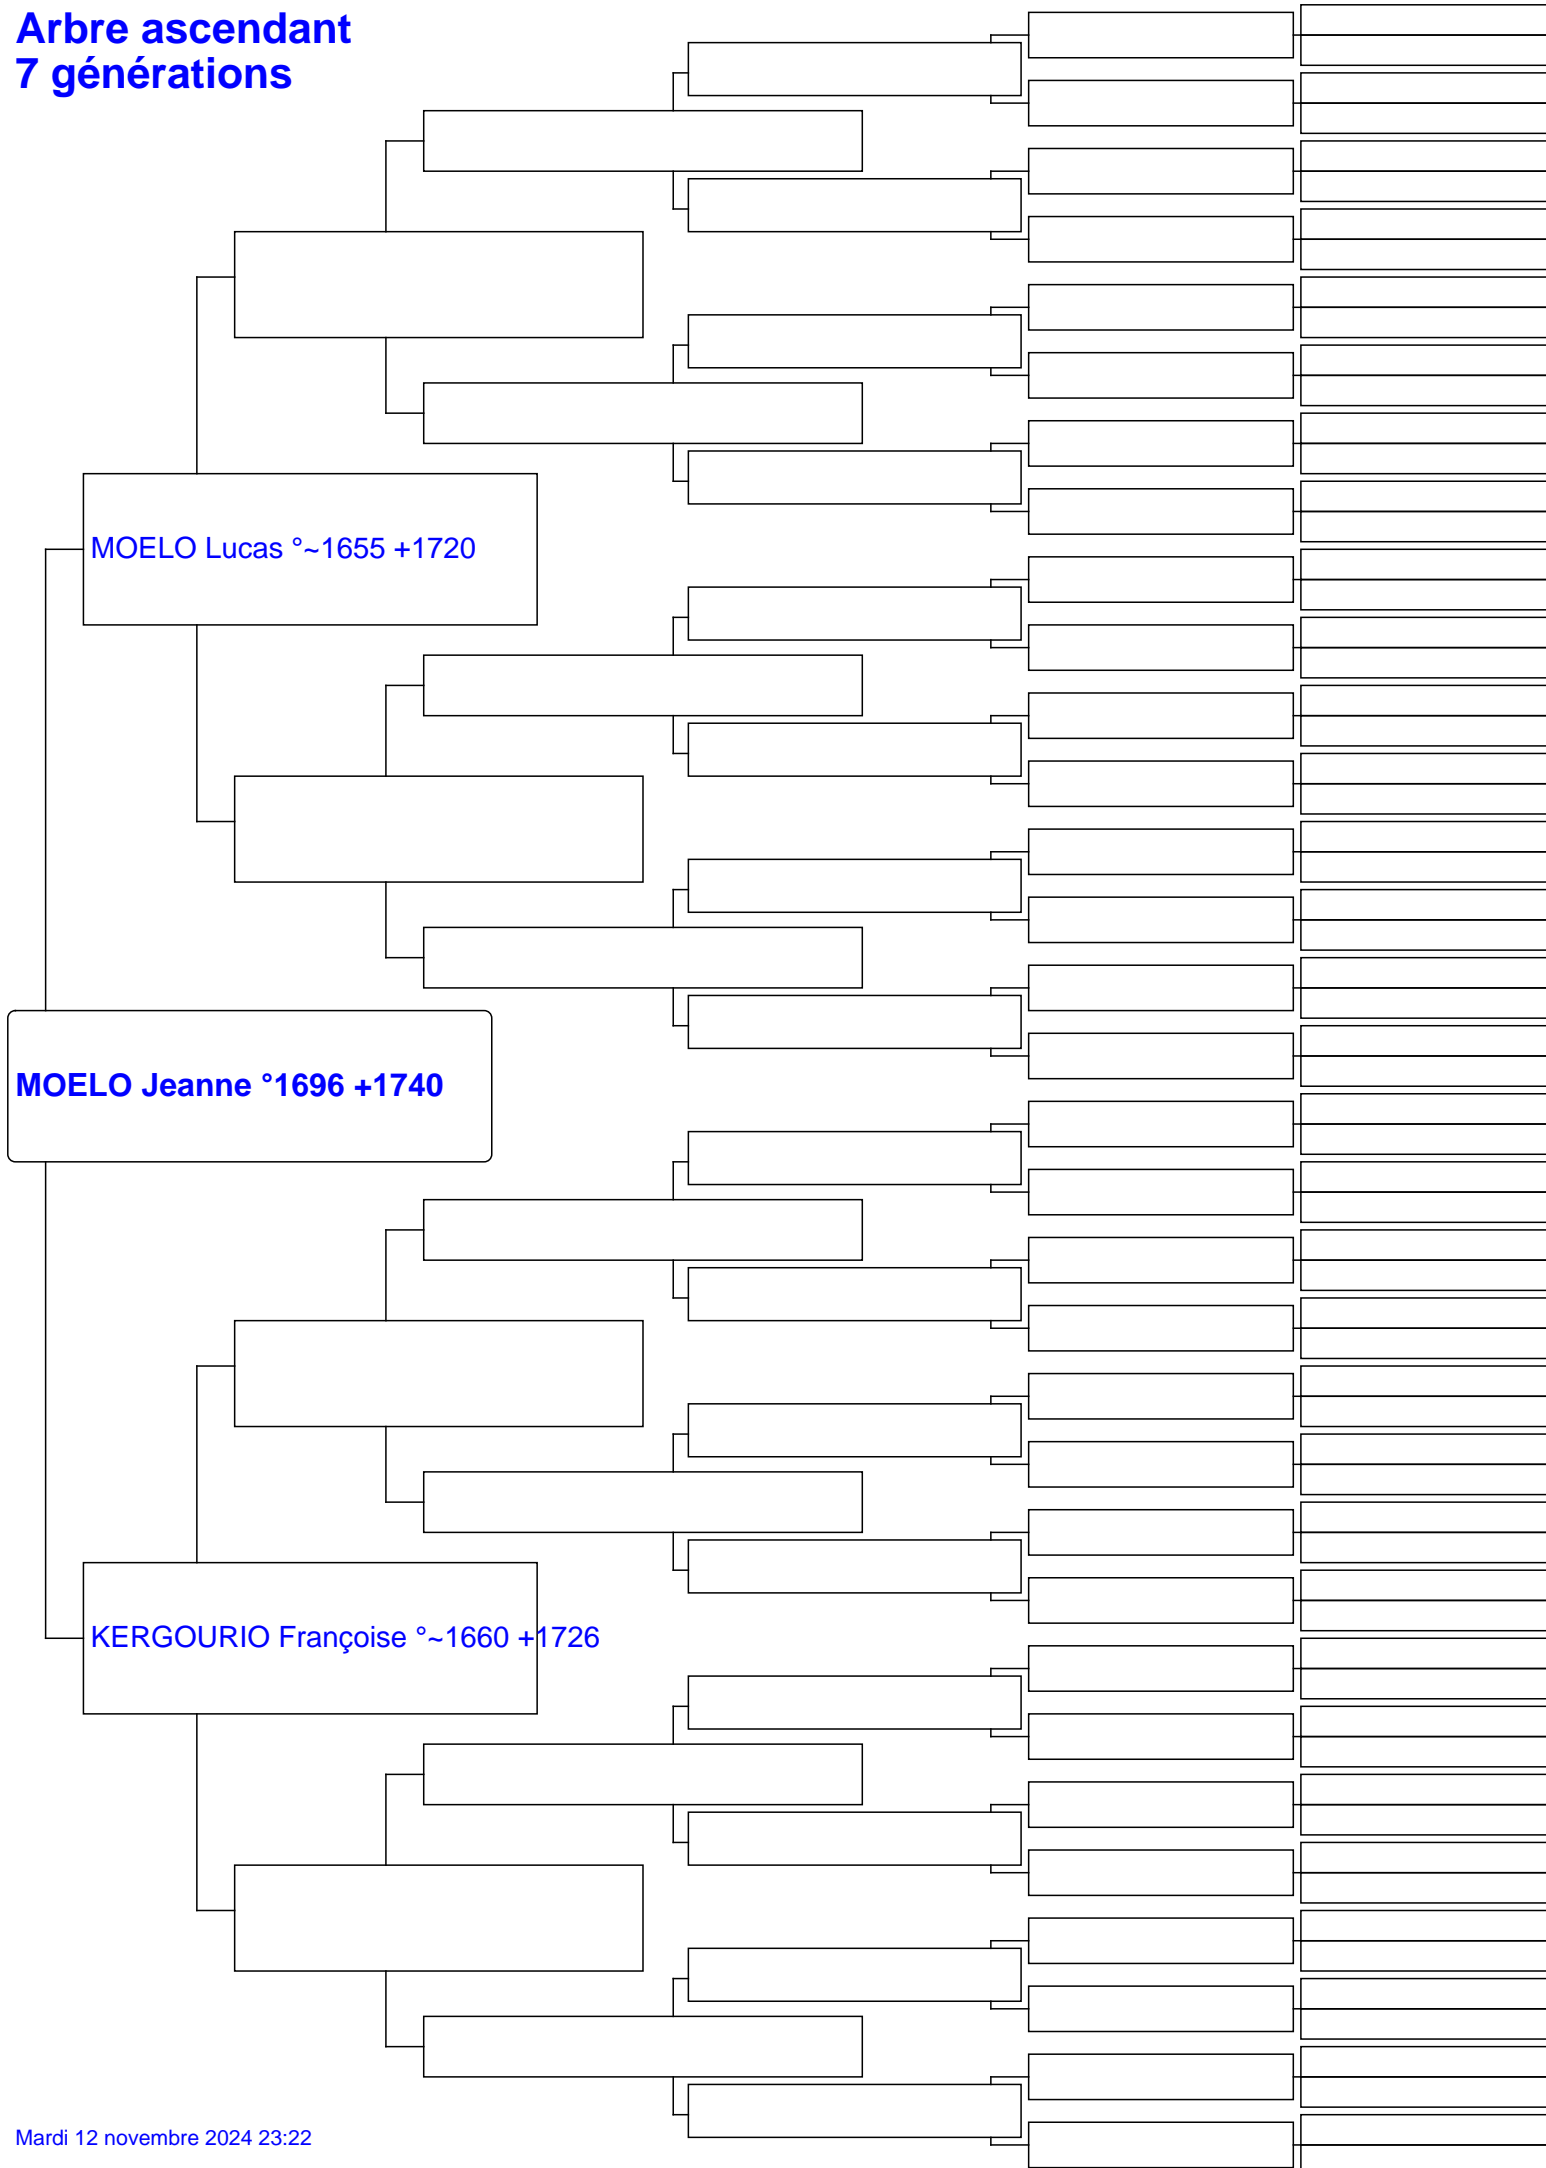 Arbre ascendant
7 générations
MOELO Lucas °~1655 +1720
MOELO Jeanne °1696 +1740
KERGOURIO Françoise °~1660 +1726
Mardi 12 novembre 2024 23:22